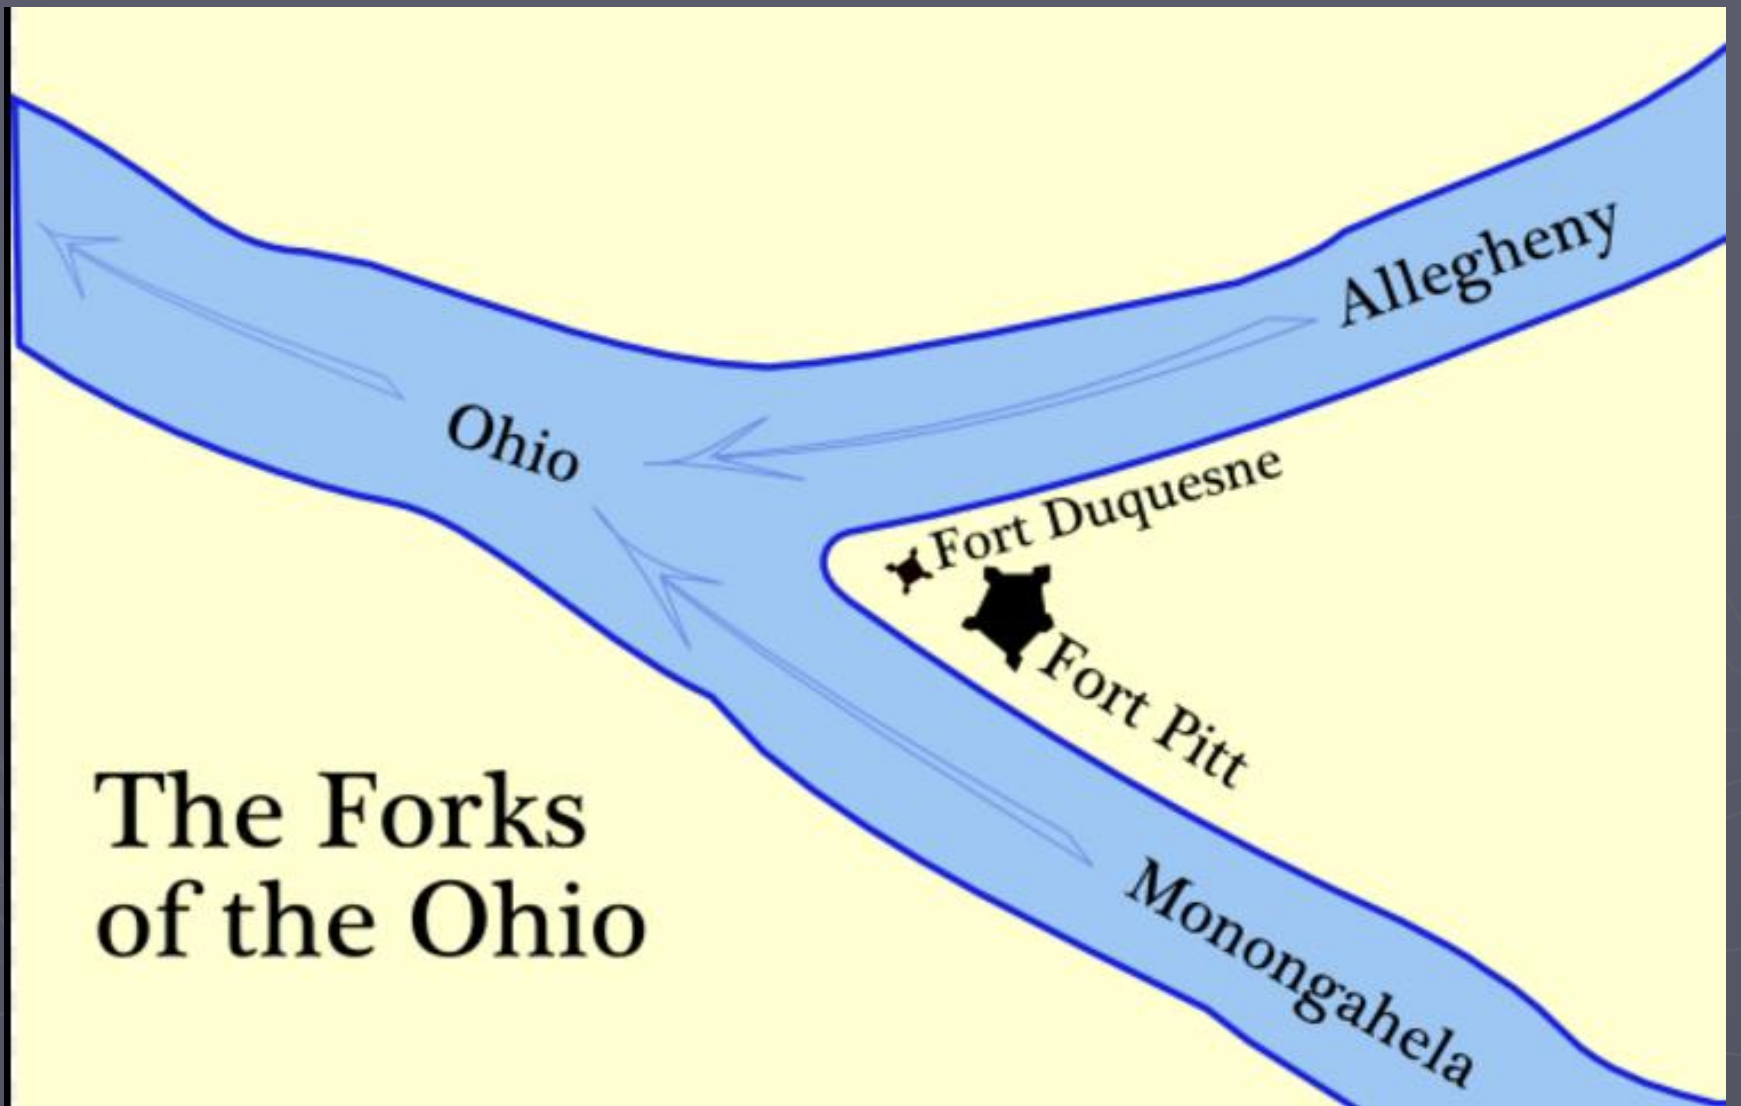 Allegheny
Ohio
Fort Duquesne
Fort Pitt
The Forks
of the Ohio
Monongahela